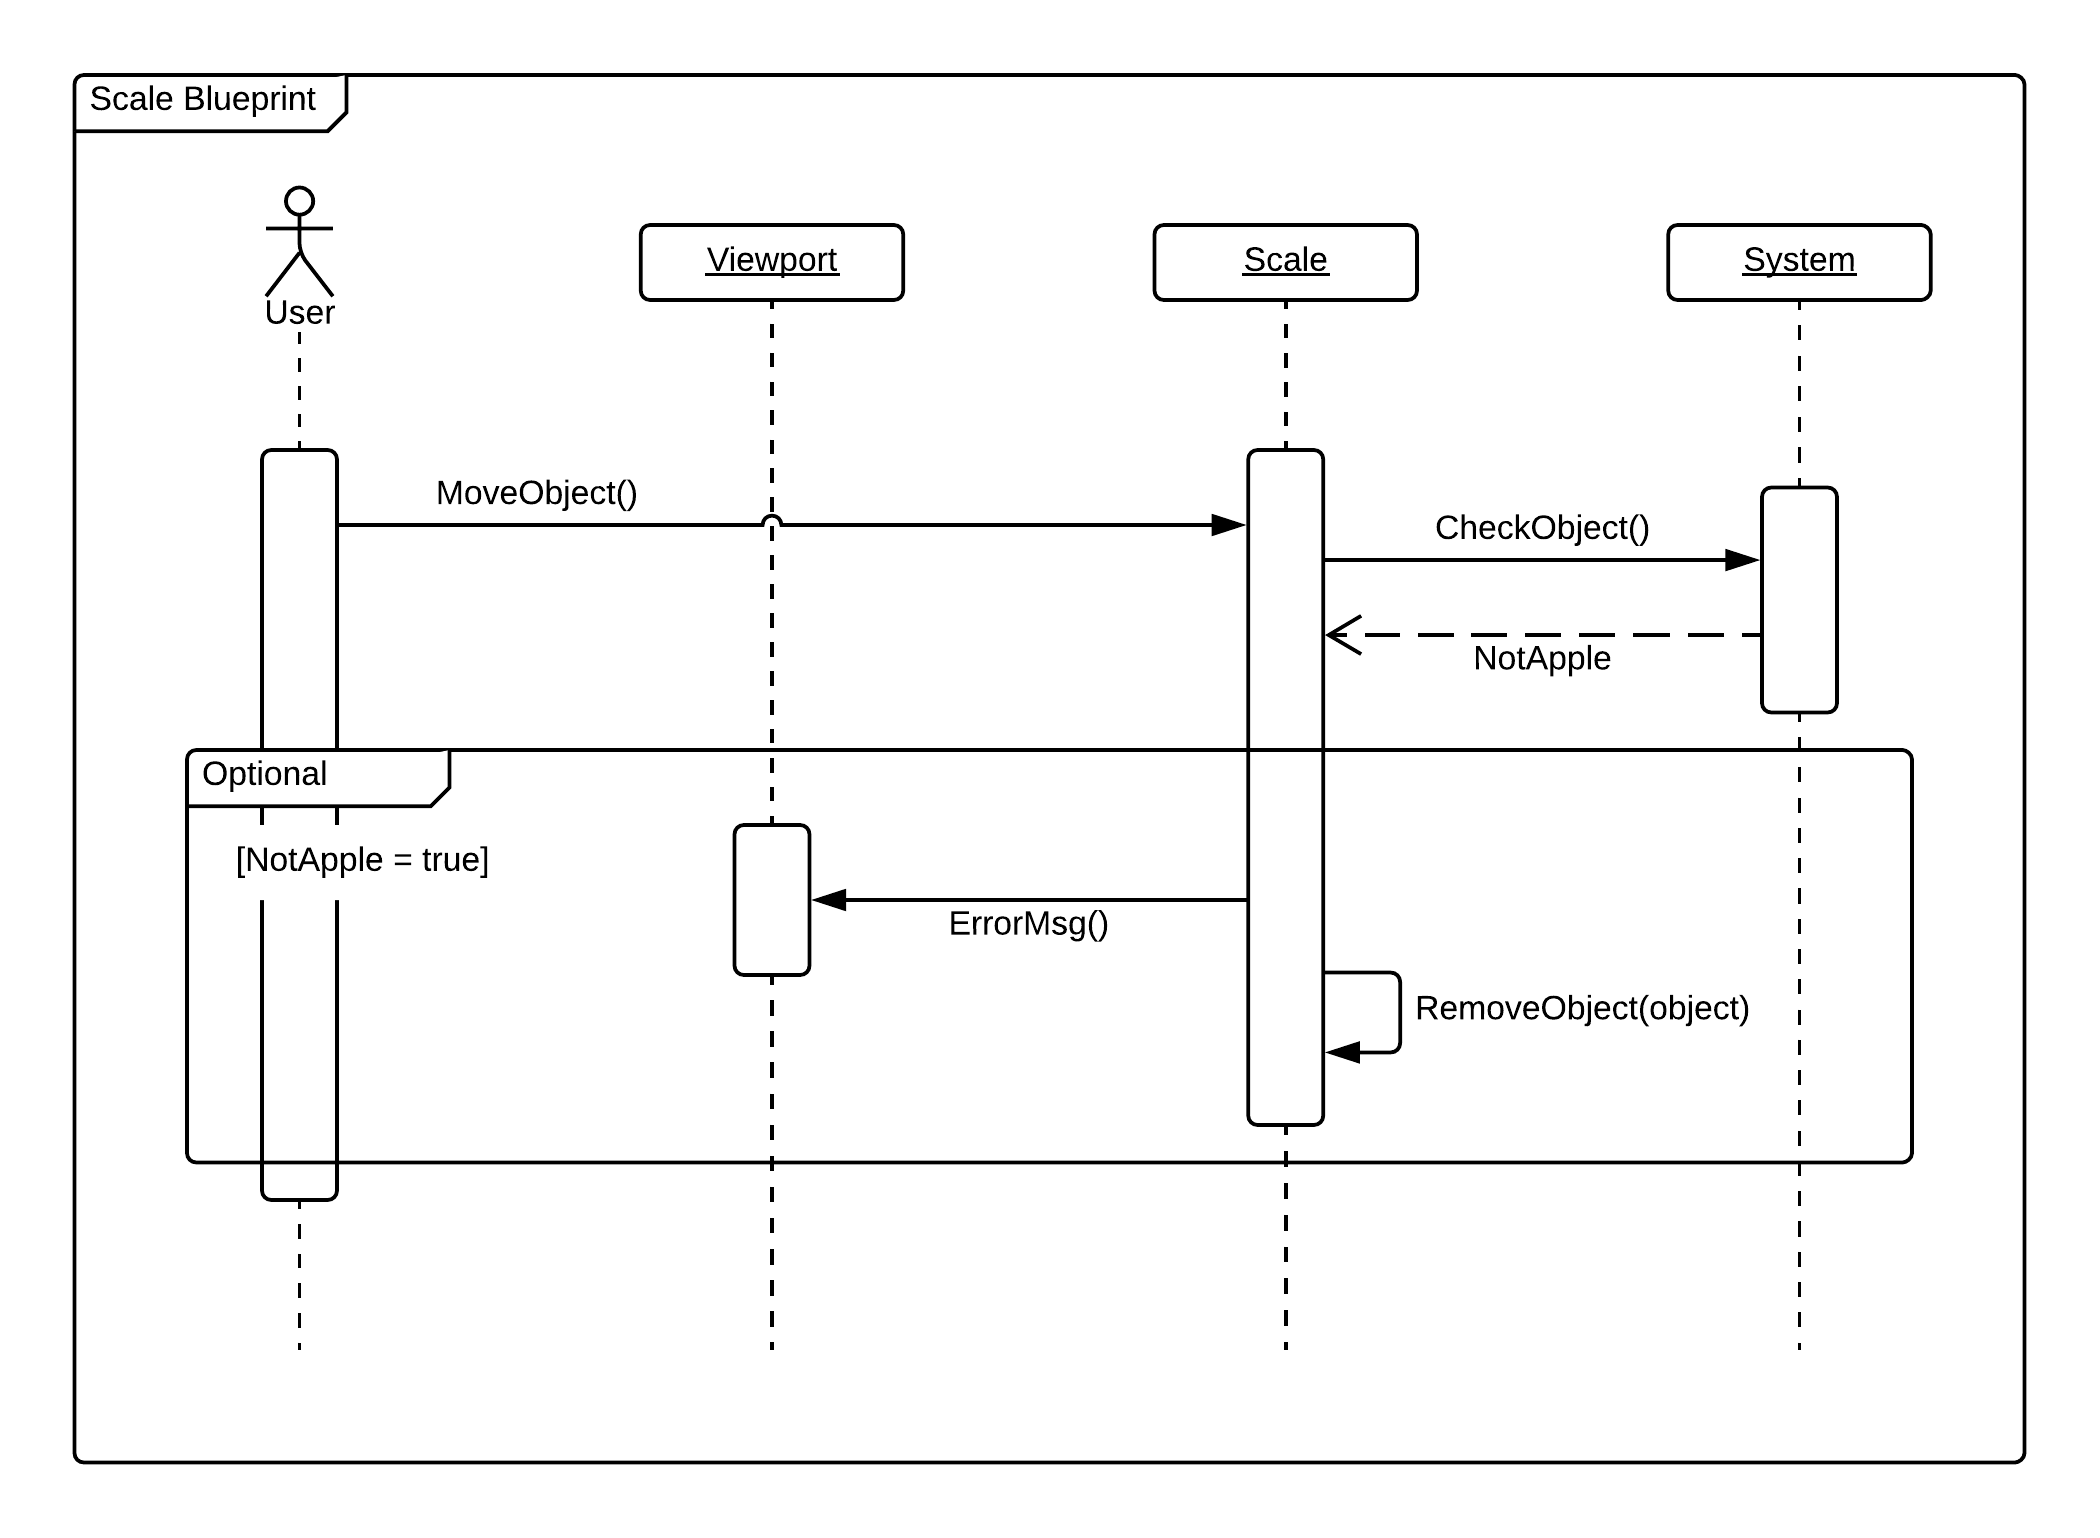 Scale Blueprint
User
Viewport
Scale
System
MoveObject()
CheckObject()
NotApple
Optional
[NotApple = true]
ErrorMsg()
RemoveObject(object)